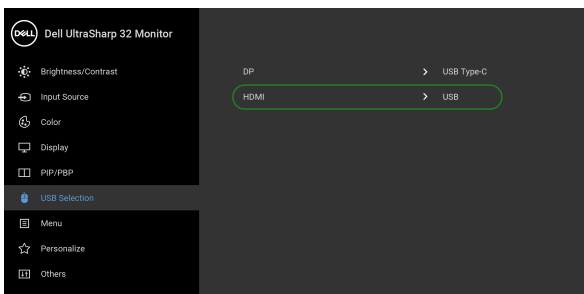 DELL Dell UltraSharp 32 Monitor
Brightness/Contrast
DP USB Type-C
Input Source
HDMI USB
Color
Display
PIP/PBP
USB Selection
Menu
Personalize
Others